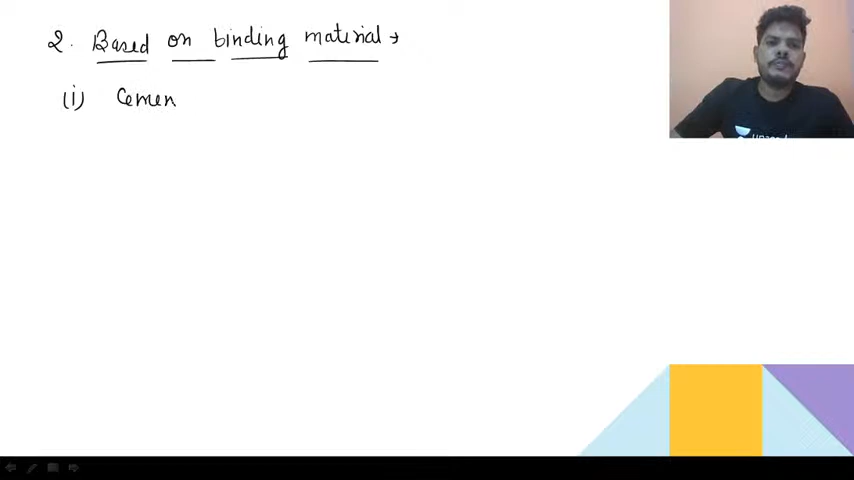 2. Based on binding material →
(i) Cemen